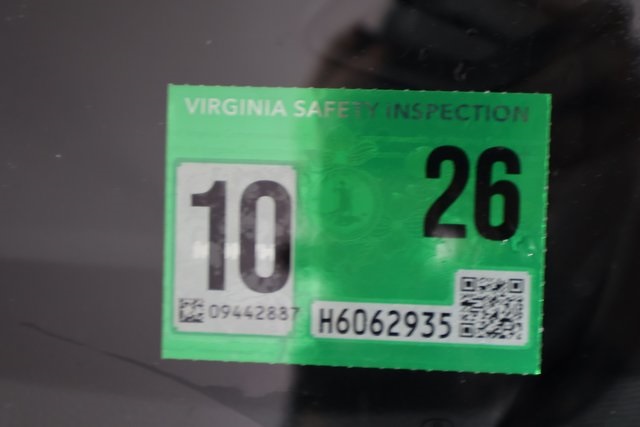 VIRGINIA SAFETY INSPECTION
10
26
09442887
H6062935